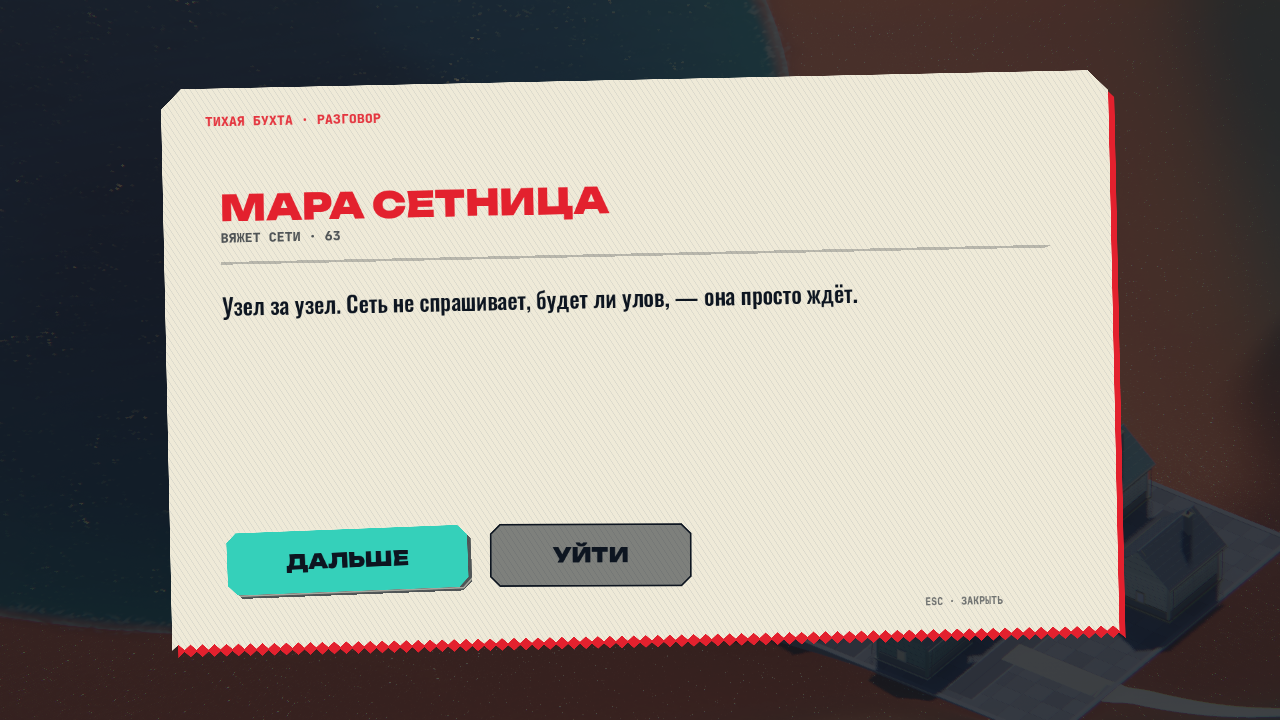 ТИХАЯ БУХТА · РАЗГОВОР
МАРА СЕТНИЦА
ВЯЖЕТ СЕТИ · 63
Узел за узел. Сеть не спрашивает, будет ли улов, — она просто ждёт.
ДАЛЬШЕ
УЙТИ
ESC · ЗАКРЫТЬ